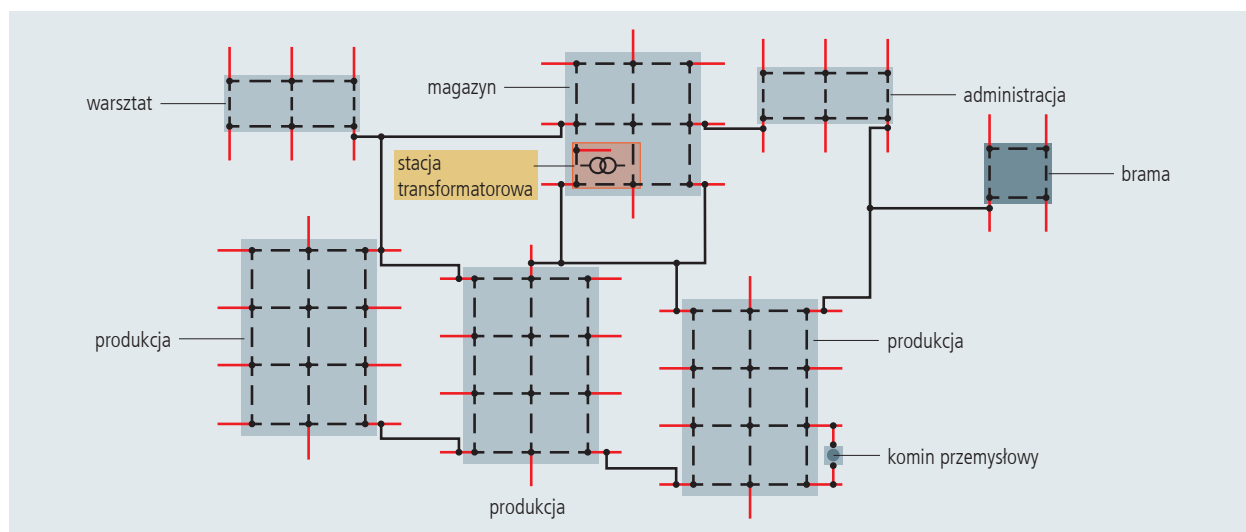 warsztat
magazyn
administracja
stacja
transformatorowa
brama
produkcja
produkcja
komin przemysłowy
produkcja